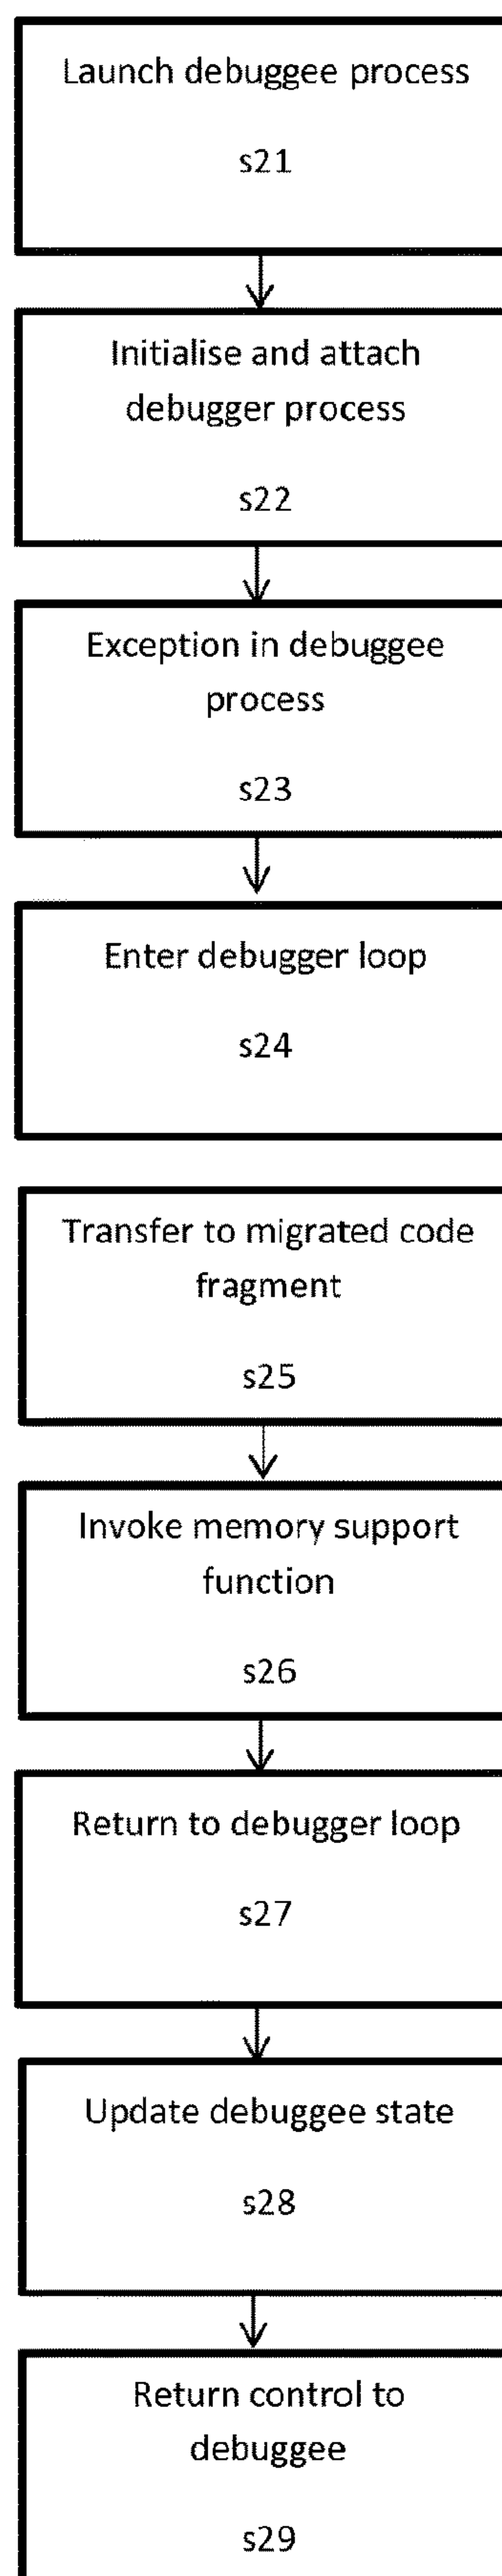 Launch debuggee process
s21
Initialise and attach
debugger process
s22
Exception in debuggee
process
s23
Enter debugger loop
s24
Transfer to migrated code
fragment
s25
Invoke memory support
function
s26
Return to debugger loop
s27
Update debuggee state
s28
Return control to
debuggee
s29